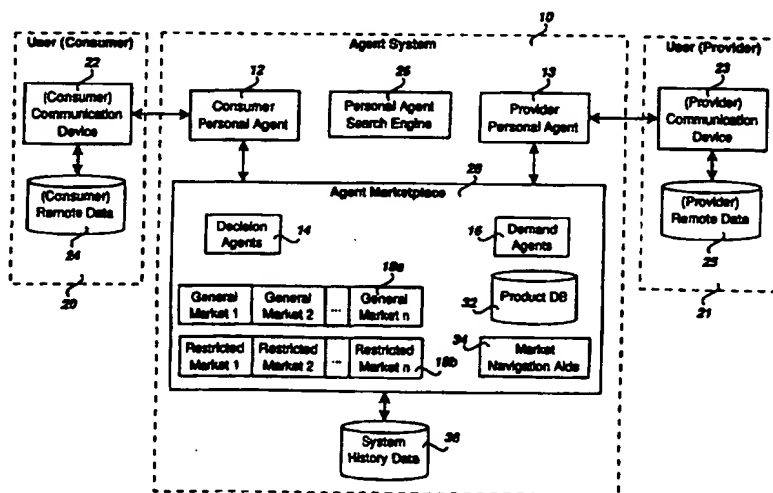 10
User (Consumer)
Agent System
User (Provider)
22
12
26
13
23
(Consumer)
Communication
Device
Consumer
Personal Agent
Personal Agent
Search Engine
Provider
Personal Agent
(Provider)
Communication
Device
28
Agent Marketplace
(Consumer)
Remote Data
(Provider)
Remote Data
24
25
Decision
Agents
14
16
Demand
Agents
20
21
18a
General
Market 1
General
Market 2
...
General
Market n
32
Product DB
Restricted
Market 1
Restricted
Market 2
...
Restricted
Market n
18b
34
Market
Navigation Aids
System
History Data
36